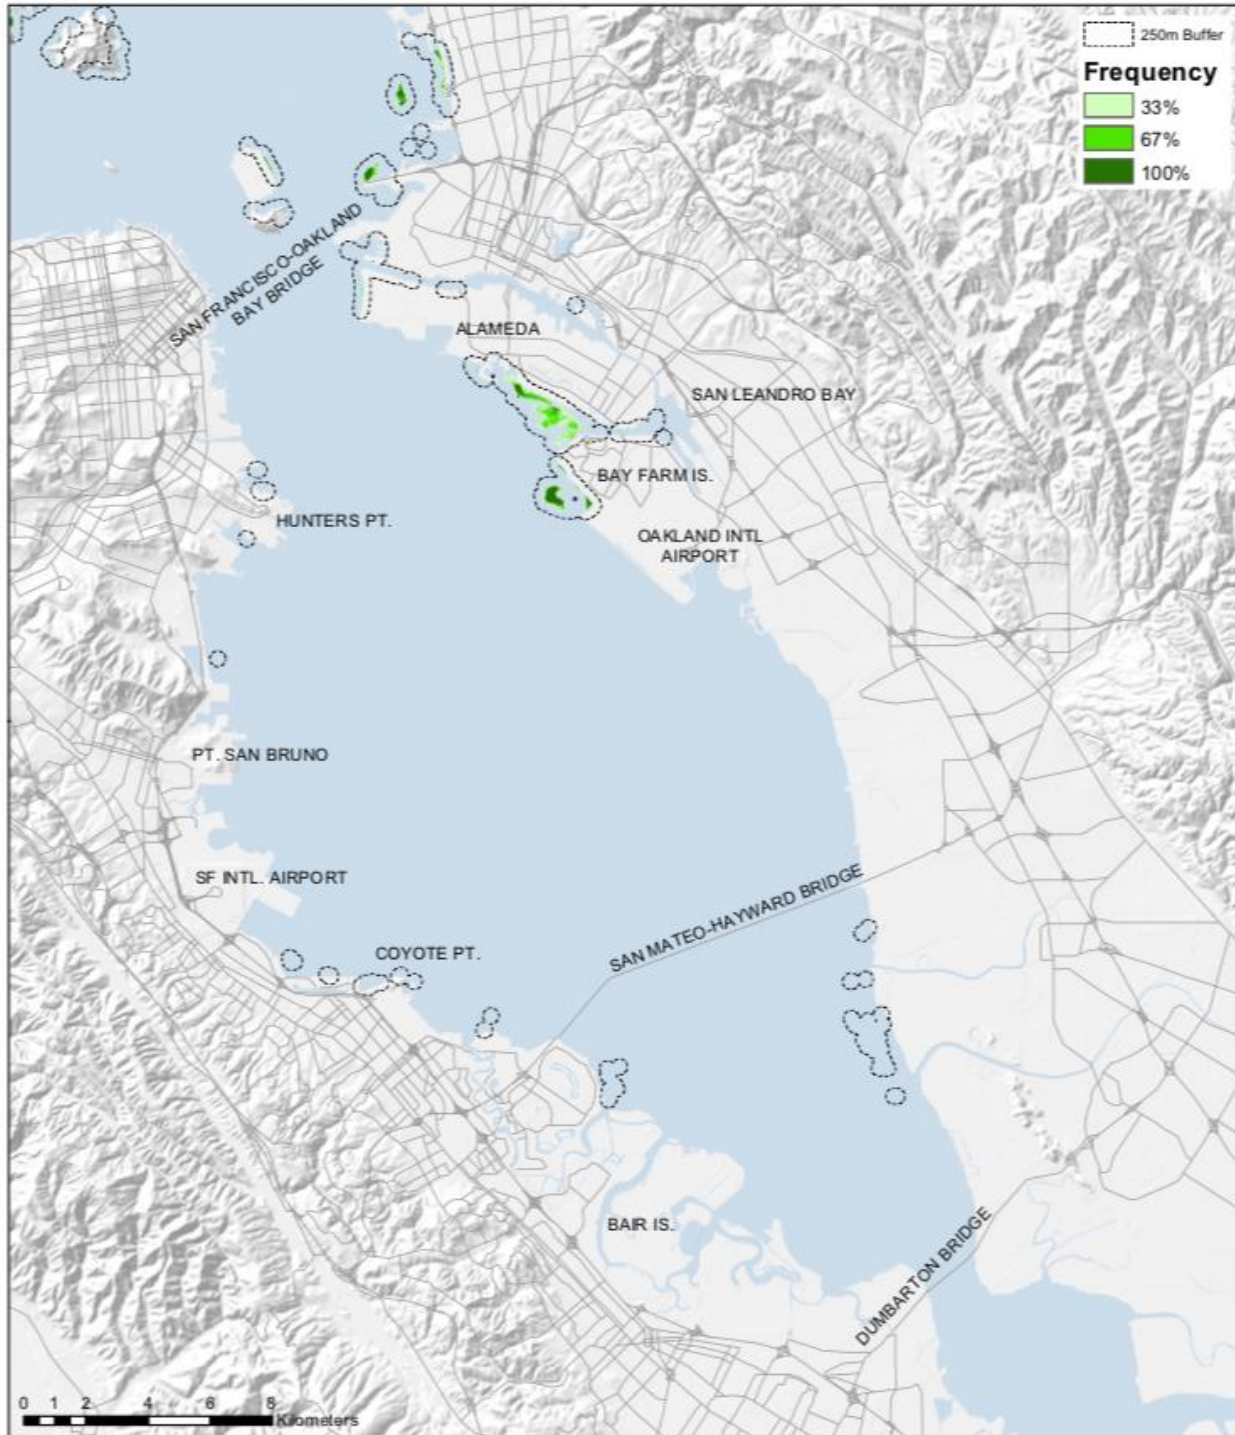 250m Buffer
Frequency
33%
67%
100%
SAN FRANCISCO-OAKLAND
BAY BRIDGE
ALAMEDA
SAN LEANDRO BAY
BAY FARM IS.
HUNTERS PT.
OAKLAND INTL
AIRPORT
PT. SAN BRUNO
SF INTL. AIRPORT
SAN MATEO-HAYWARD BRIDGE
COYOTE PT.
BAIR IS.
DUMBARTON BRIDGE
0 1 2 4 6 8
Kilometers